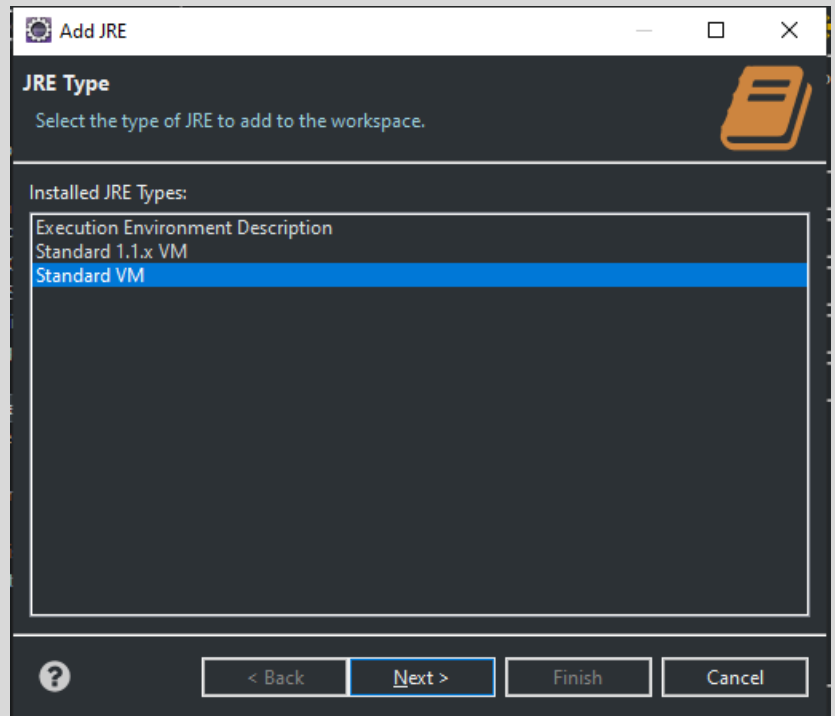 Add JRE
JRE Type
Select the type of JRE to add to the workspace.
Installed JRE Types:
Execution Environment Description
Standard 1.1.x VM
Standard VM
?
< Back
Next >
Finish
Cancel